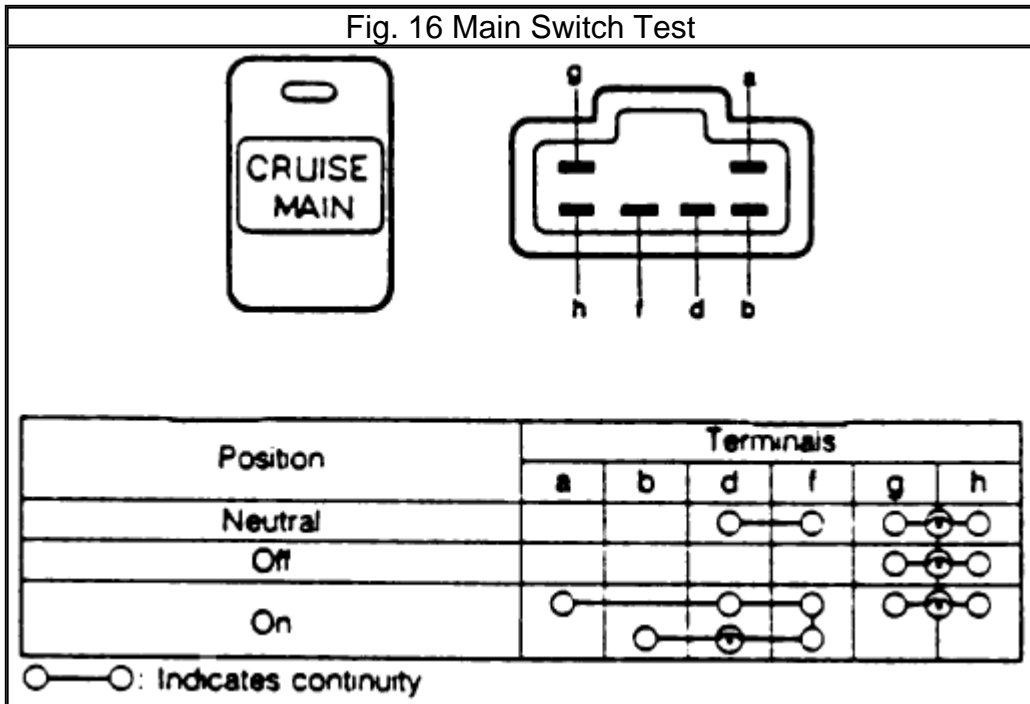 Fig. 16 Main Switch Test
g a
CRUISE
MAIN
h f d b
Position Terminals
a b d f g h
Neutral
Off
On
: Indicates continuity